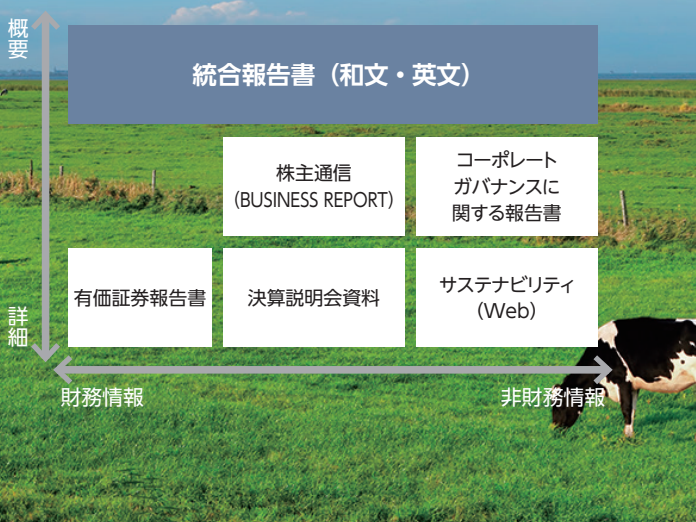 概要
統合報告書（和文・英文）
株主通信
（BUSINESS REPORT）
コーポレート
ガバナンスに
関する報告書
有価証券報告書
決算説明会資料
サステナビリティ
（Web）
詳細
財務情報
非財務情報